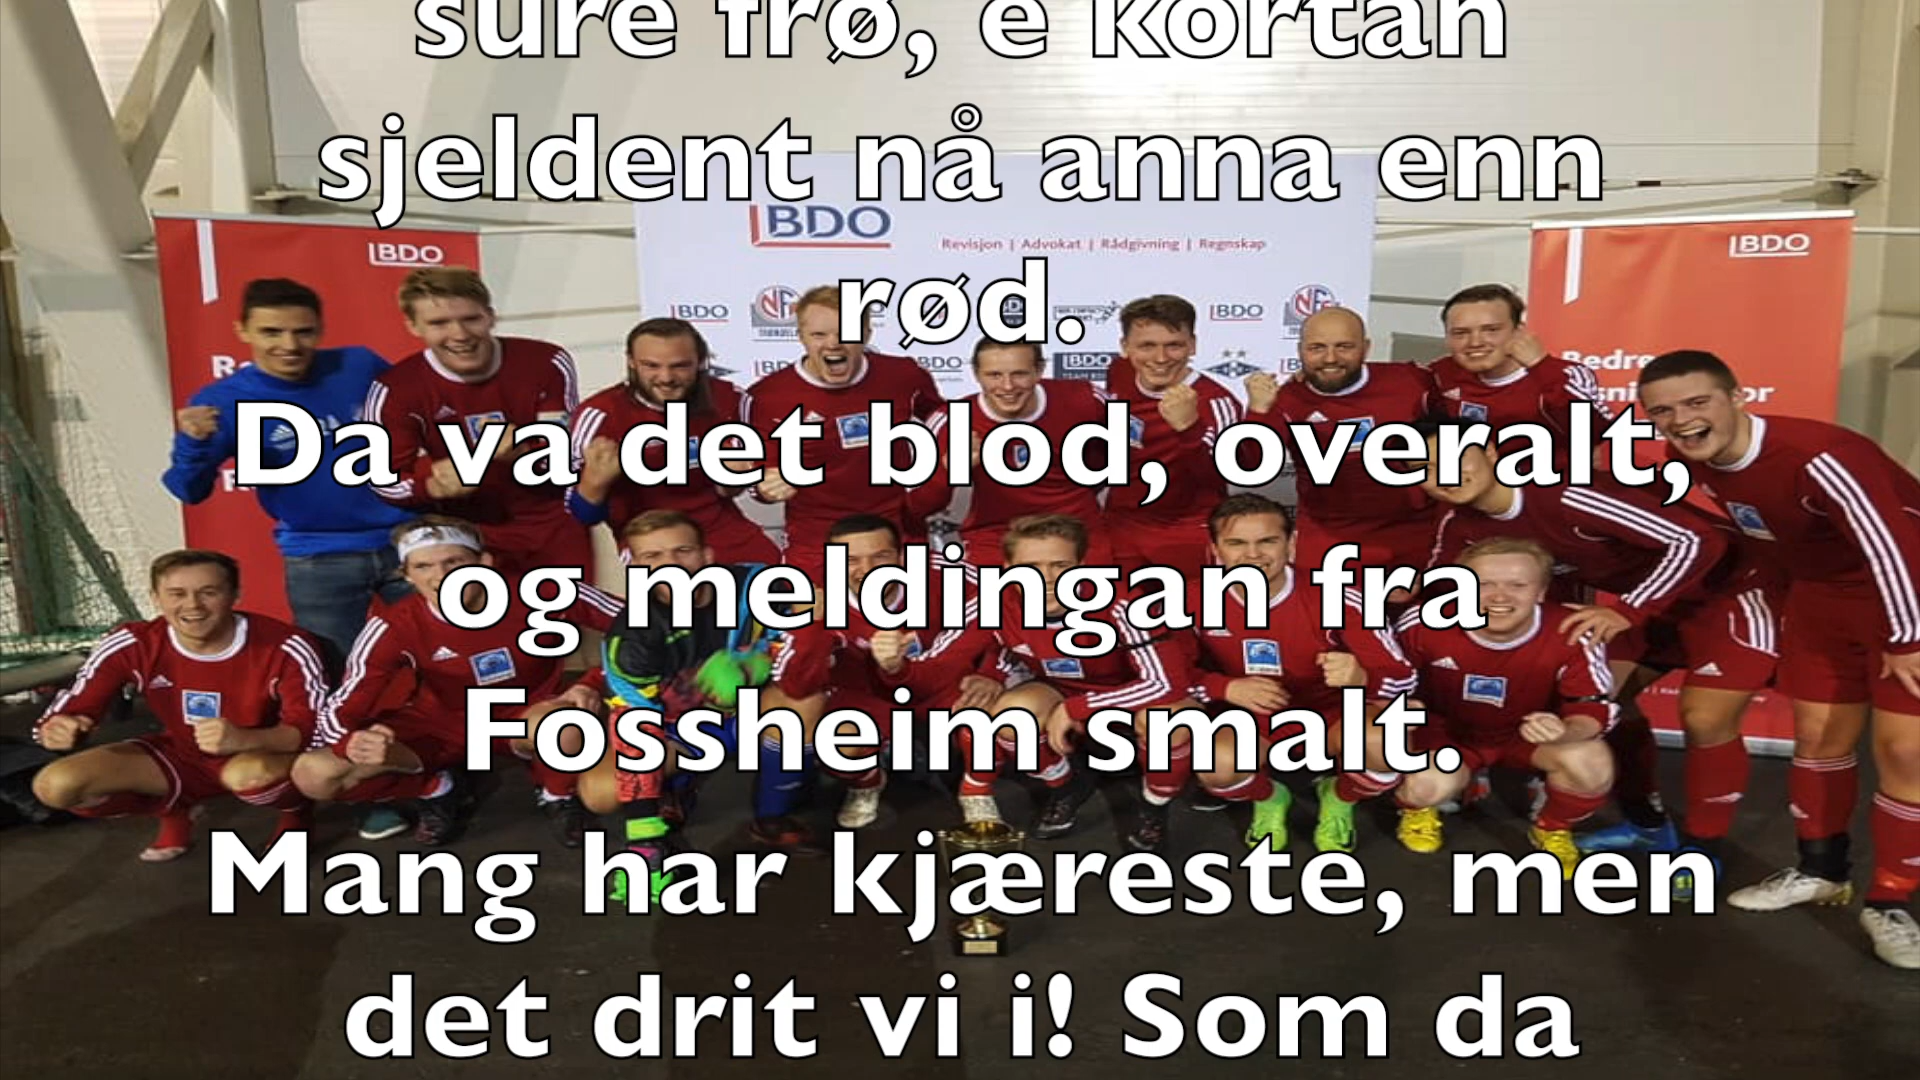 sure frø, e kortan
sjeldent nå anna enn
rød.
Da va det blod, overalt,
og meldingan fra
Fossheim smalt.
Mang har kjæreste, men
det drit vi i! Som da
BDO
BDO
Revisjon | Advokat | Rådgivning | Regnskap
BDO
BDO
BDO
BDO